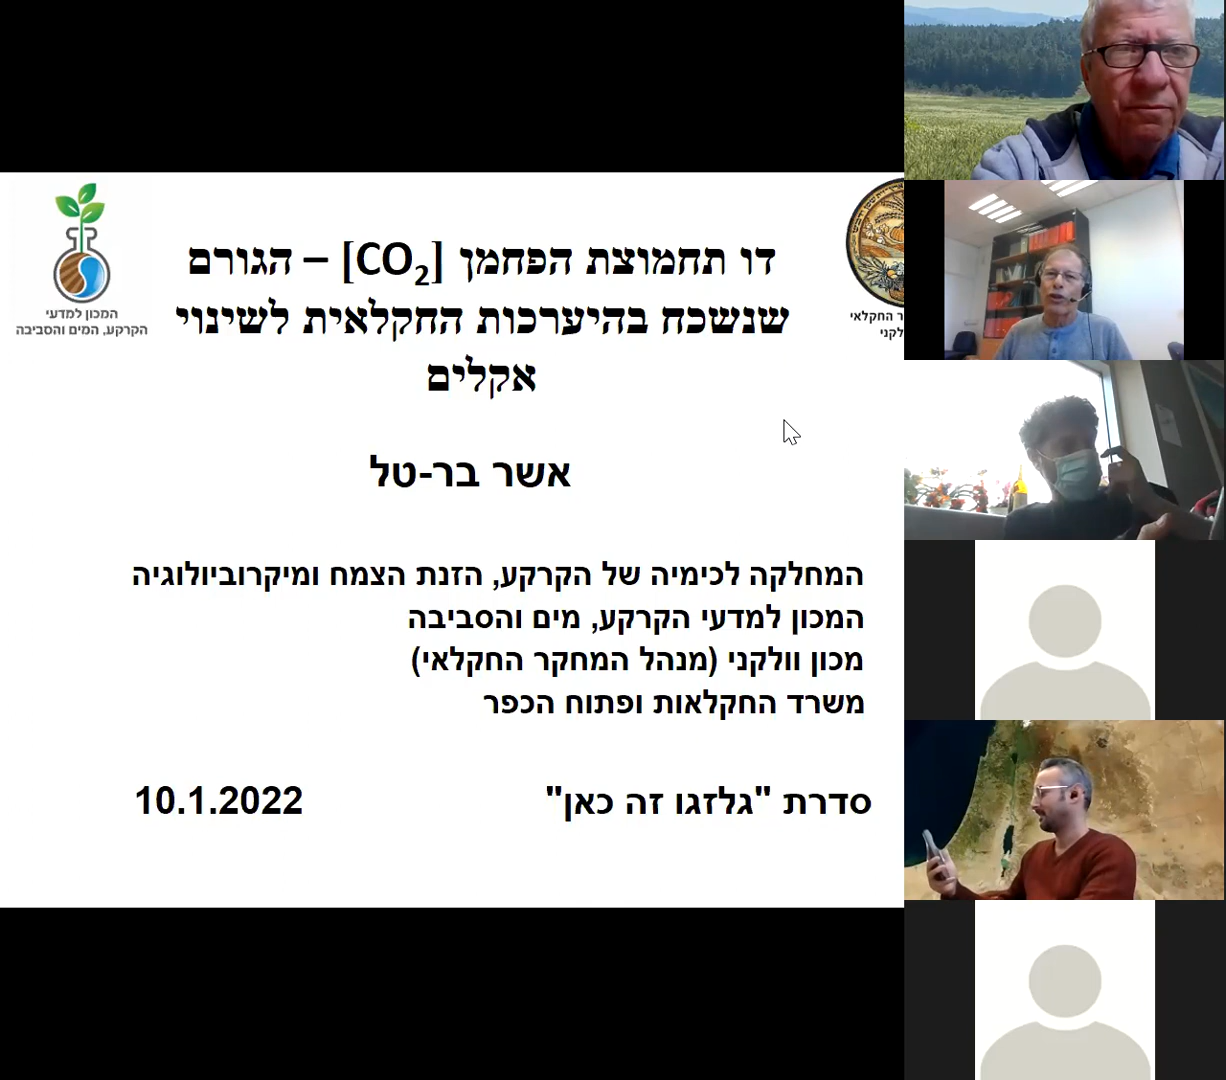 המכון למדעי
הקרקע, המים והסביבה
דו תחמוצת הפחמן [CO₂] – הגורם
שנשכח בהיערכות החקלאית לשינוי
אקלים
אשר בר-טל
המחלקה לכימיה של הקרקע, הזנת הצמח ומיקרוביולוגיה
המכון למדעי הקרקע, מים והסביבה
מכון וולקני (מנהל המחקר החקלאי)
משרד החקלאות ופתוח הכפר
סדרת "גלזגו זה כאן"
10.1.2022
החקלאי